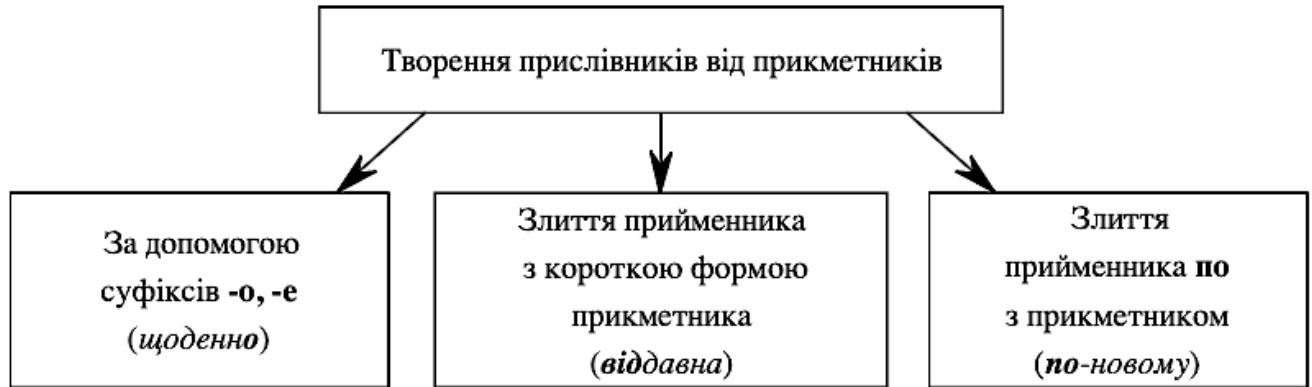 Творення прислівників від прикметників
За допомогою
суфіксів -о, -е
(щоденно)
Злиття прийменника
з короткою формою
прикметника
(віддавна)
Злиття
прийменника по
з прикметником
(по-новому)